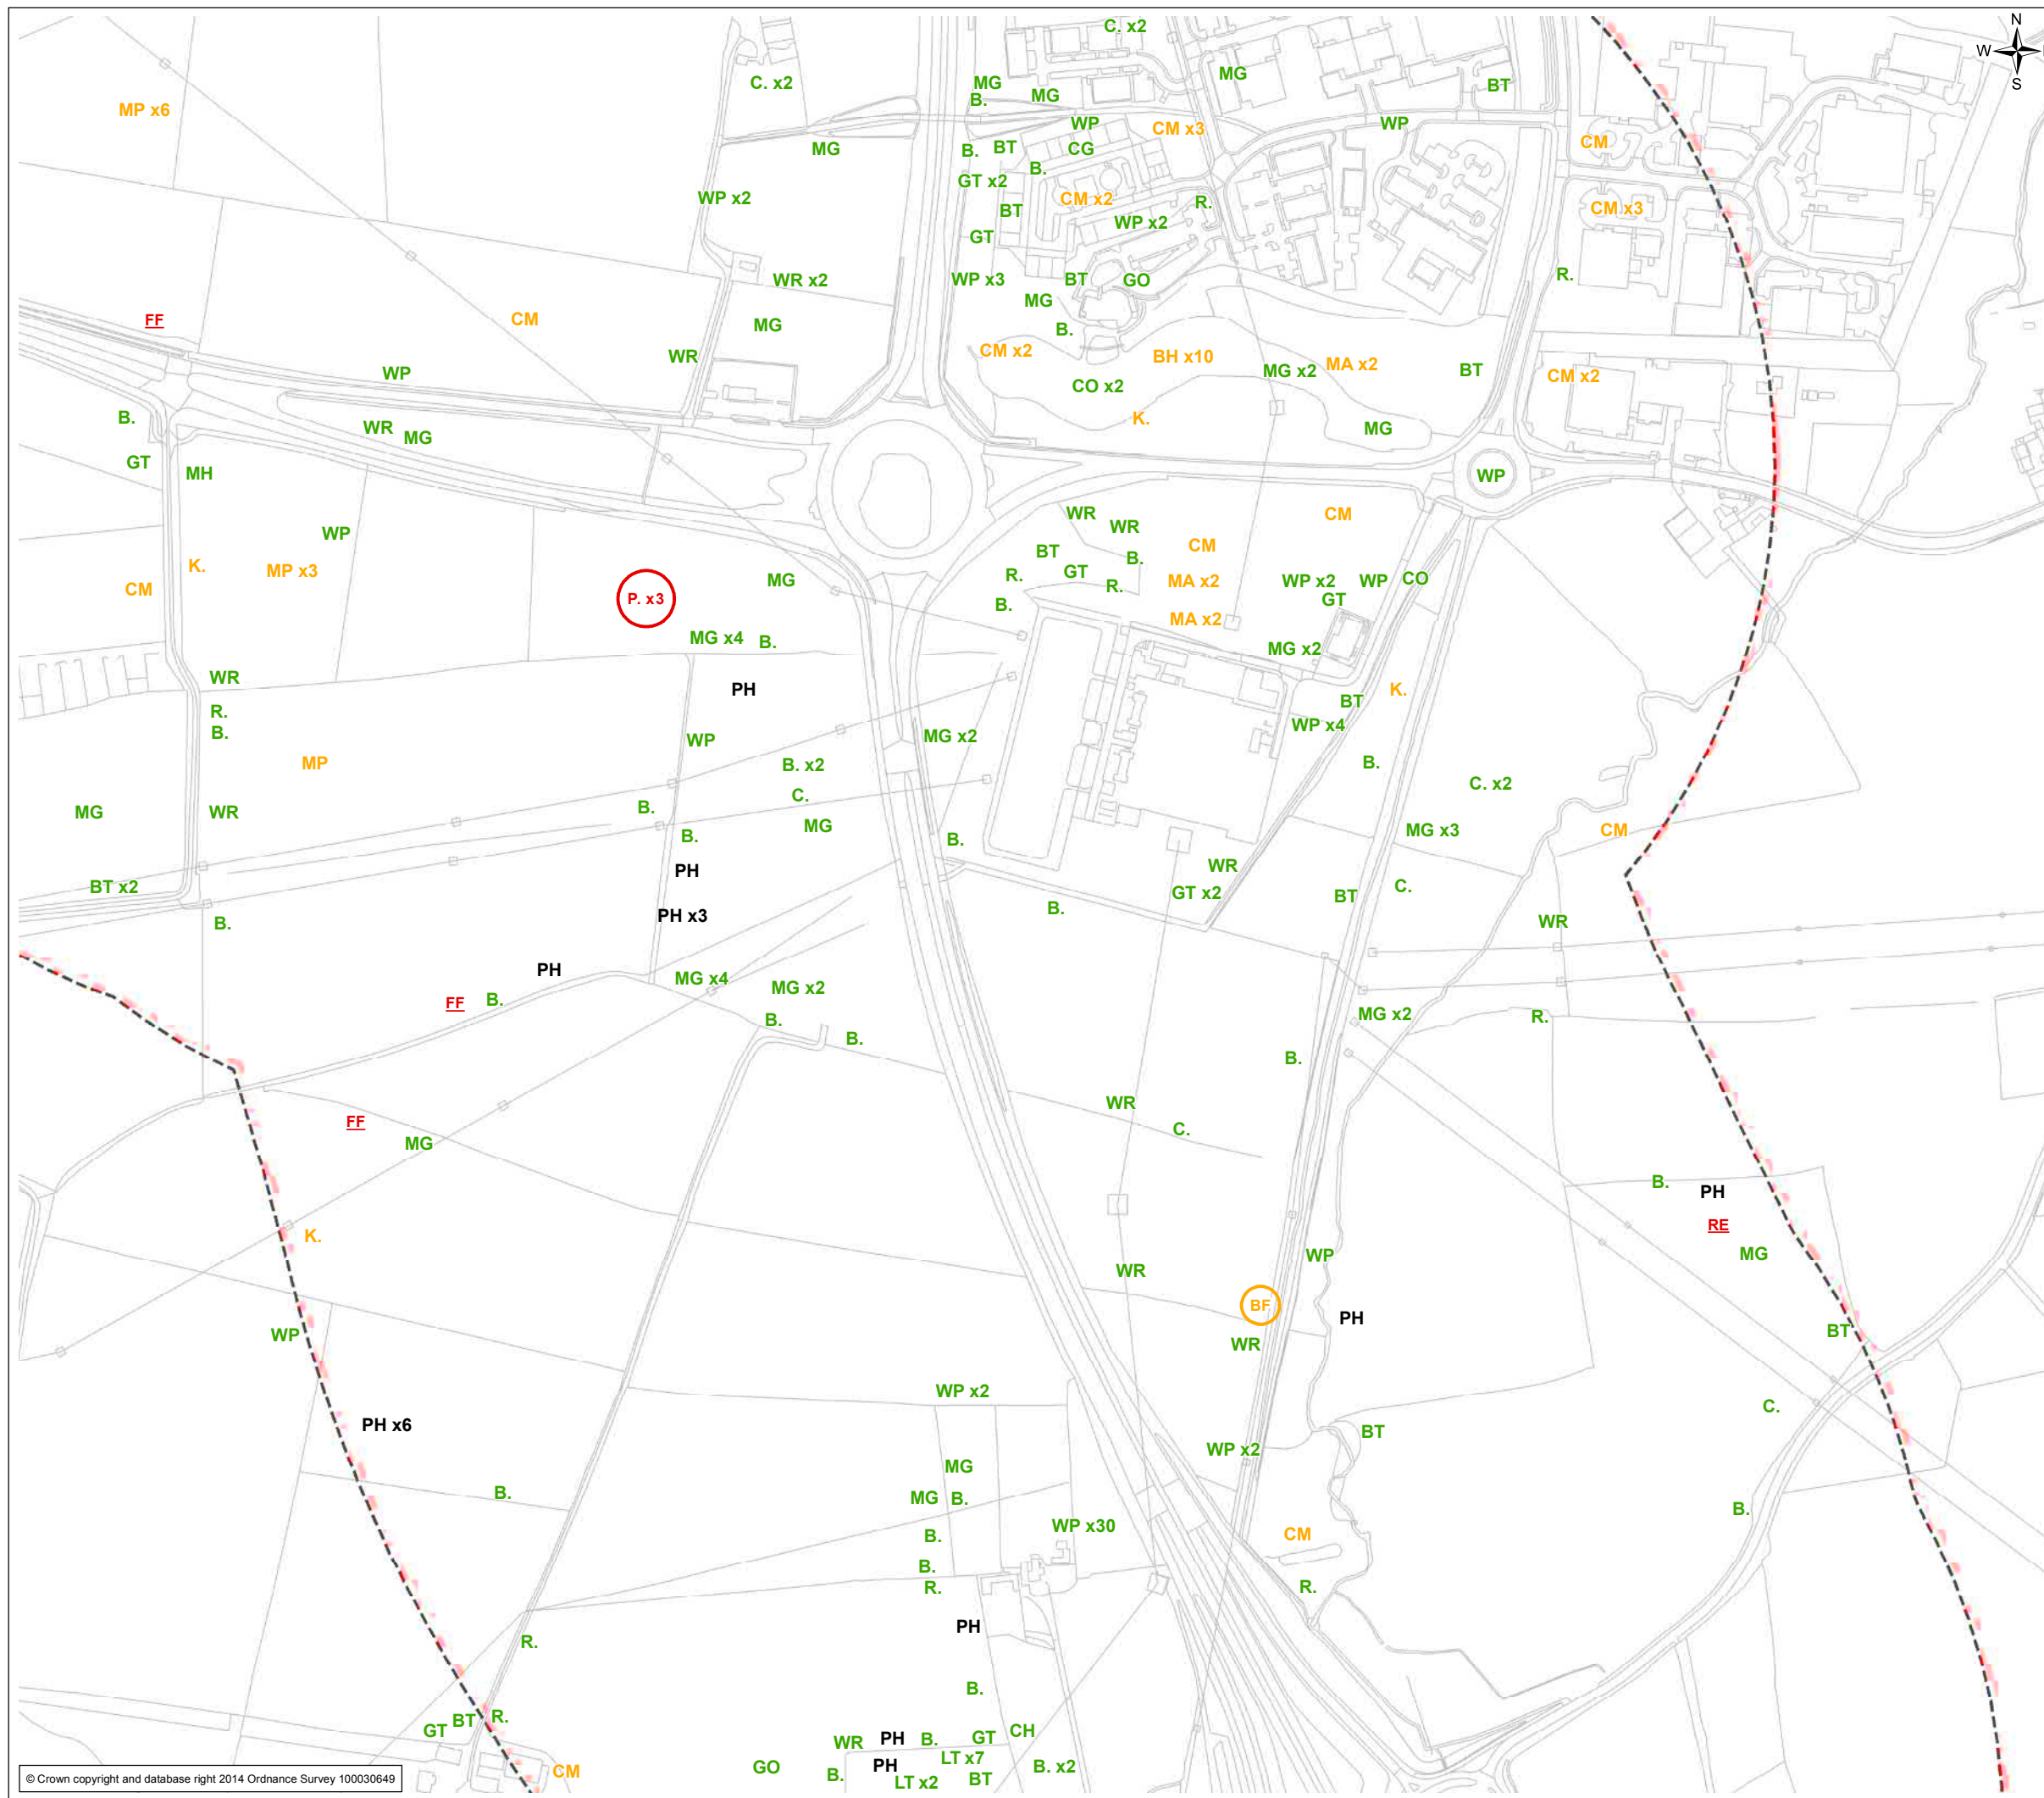 C. x2
N
W
S
MP x6
C. x2
MG
B.
MG
MG
BT
MG
WP
CM x3
WP
CM
B.
BT
CG
B.
GT x2
WP x2
BT
CM x2
R.
CM x3
WP x2
GT
WR x2
WP x3
BT
GO
R.
MG
FF
CM
MG
B.
WR
CM x2
BH x10
MG x2
MA x2
BT
CM x2
WP
CO x2
B.
K.
WR
MG
MG
GT
MH
WP
WP
WR
WR
CM
B.
CM
K.
MP x3
BT
GT
CM
P. x3
MG
R.
R.
MA x2
WP x2
WP
CO
GT
B.
MA x2
MG x4
B.
MG x2
WR
PH
K.
R.
BT
B.
WP
MG x2
WP x4
MP
B. x2
B.
C.
C. x2
MG
WR
B.
B.
MG
B.
MG x3
CM
PH
WR
BT x2
GT x2
BT
C.
PH x3
B.
B.
WR
PH
MG x4
FF
B.
MG x2
B.
B.
MG x2
R.
B.
FF
WR
MG
C.
B.
PH
RE
K.
WP
MG
WR
BF
PH
WP
WR
BT
WP x2
C.
PH x6
BT
WP x2
MG
B.
MG
B.
B.
WP x30
B.
CM
B.
R.
R.
PH
R.
B.
GT
BT
R.
WR
PH
B.
GT
CH
LT x7
GO
B.
PH
LT x2
BT
B. x2
CM
© Crown copyright and database right 2014 Ordnance Survey 100030649